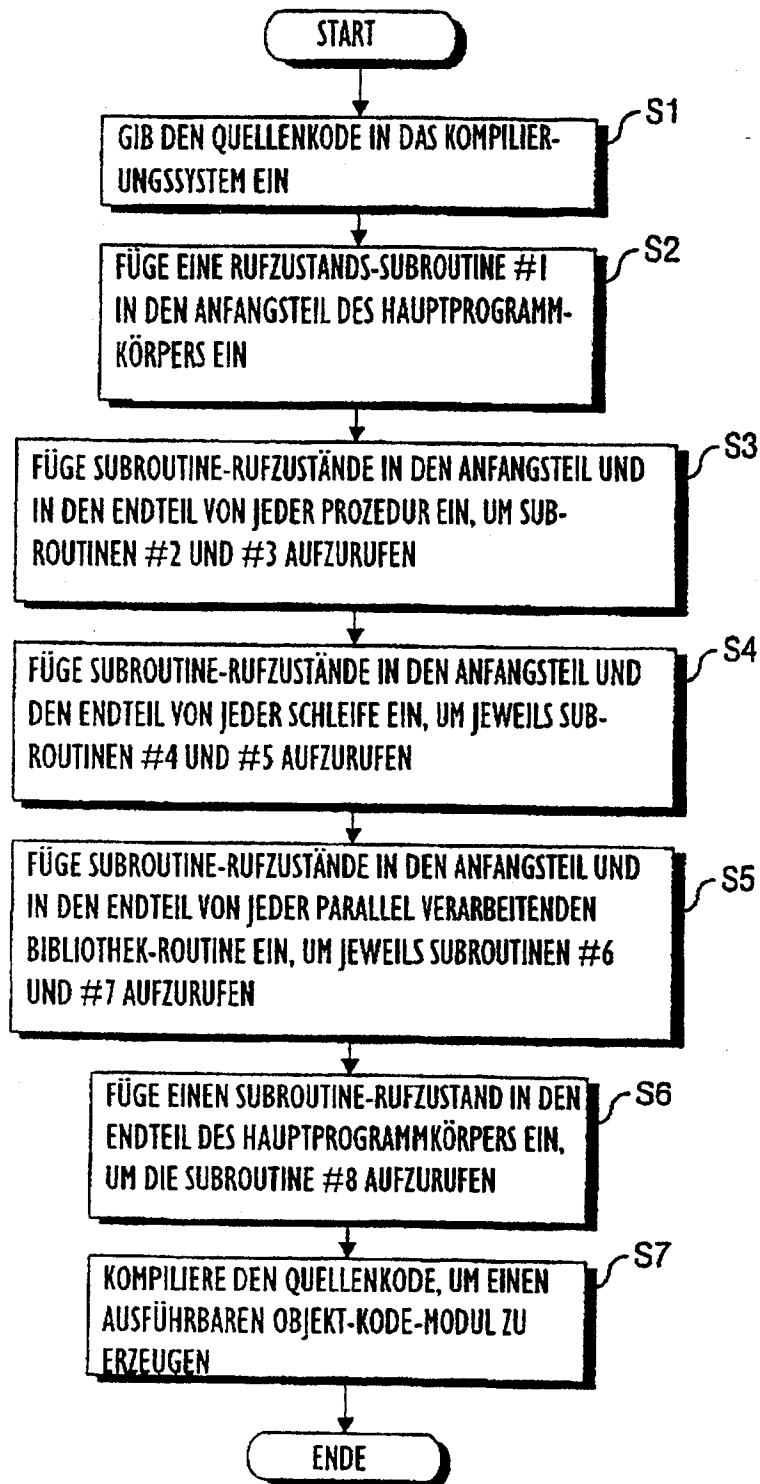 START
S1
GIB DEN QUELLENKODE IN DAS KOMPILIER-
UNGSSYSTEM EIN
S2
FÜGE EINE RUFZUSTANDS-SUBROUTINE #1
IN DEN ANFANGSTEIL DES HAUPTPROGRAMM-
KÖRPERS EIN
S3
FÜGE SUBROUTINE-RUFZUSTÄNDE IN DEN ANFANGSTEIL UND
IN DEN ENDTEIL VON JEDER PROZEDUR EIN, UM SUB-
ROUTINEN #2 UND #3 AUFZURUFEN
S4
FÜGE SUBROUTINE-RUFZUSTÄNDE IN DEN ANFANGSTEIL UND
DEN ENDTEIL VON JEDER SCHLEIFE EIN, UM JEWEILS SUB-
ROUTINEN #4 UND #5 AUFZURUFEN
S5
FÜGE SUBROUTINE-RUFZUSTÄNDE IN DEN ANFANGSTEIL UND
IN DEN ENDTEIL VON JEDER PARALLEL VERARBEITENDEN
BIBLIOTHEK-ROUTINE EIN, UM JEWEILS SUBROUTINEN #6
UND #7 AUFZURUFEN
S6
FÜGE EINEN SUBROUTINE-RUFZUSTAND IN DEN
ENDTEIL DES HAUPTPROGRAMMKÖRPERS EIN,
UM DIE SUBROUTINE #8 AUFZURUFEN
S7
KOMPILIERE DEN QUELLENKODE, UM EINEN
AUSFÜHRBAREN OBJEKT-KODE-MODUL ZU
ERZEUGEN
ENDE